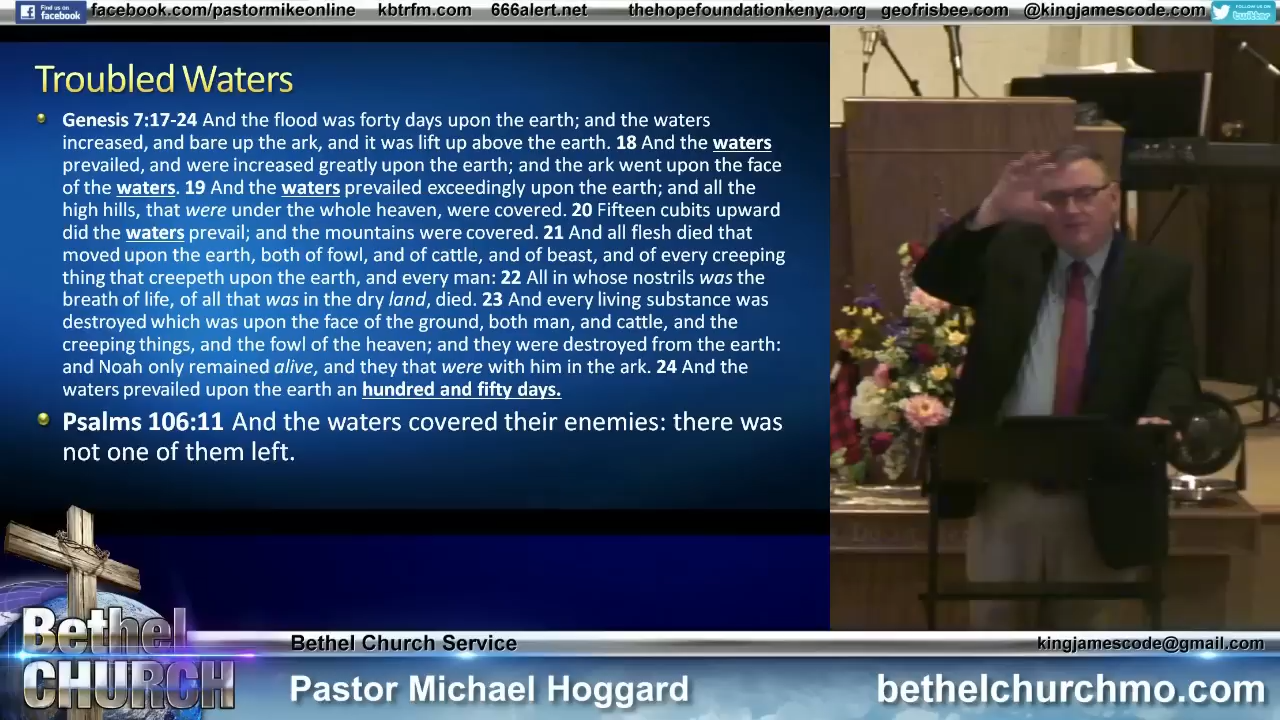 Find us on
facebook
facebook.com/pastormikeonline kbtrfm.com 666alert.net thehopefoundationkenya.org geofrisbee.com @kingjamescode.com
FOLLOW US ON
twitter
Troubled Waters
Genesis 7:17-24 And the flood was forty days upon the earth; and the waters
increased, and bare up the ark, and it was lift up above the earth. 18 And the waters
prevailed, and were increased greatly upon the earth; and the ark went upon the face
of the waters. 19 And the waters prevailed exceedingly upon the earth; and all the
high hills, that were under the whole heaven, were covered. 20 Fifteen cubits upward
did the waters prevail; and the mountains were covered. 21 And all flesh died that
moved upon the earth, both of fowl, and of cattle, and of beast, and of every creeping
thing that creepeth upon the earth, and every man: 22 All in whose nostrils was the
breath of life, of all that was in the dry land, died. 23 And every living substance was
destroyed which was upon the face of the ground, both man, and cattle, and the
creeping things, and the fowl of the heaven; and they were destroyed from the earth:
and Noah only remained alive, and they that were with him in the ark. 24 And the
waters prevailed upon the earth an hundred and fifty days.
Psalms 106:11 And the waters covered their enemies: there was
not one of them left.
Bethel
CHURCH
Bethel Church Service
kingjamescode@gmail.com
Pastor Michael Hoggard
bethelchurchmo.com